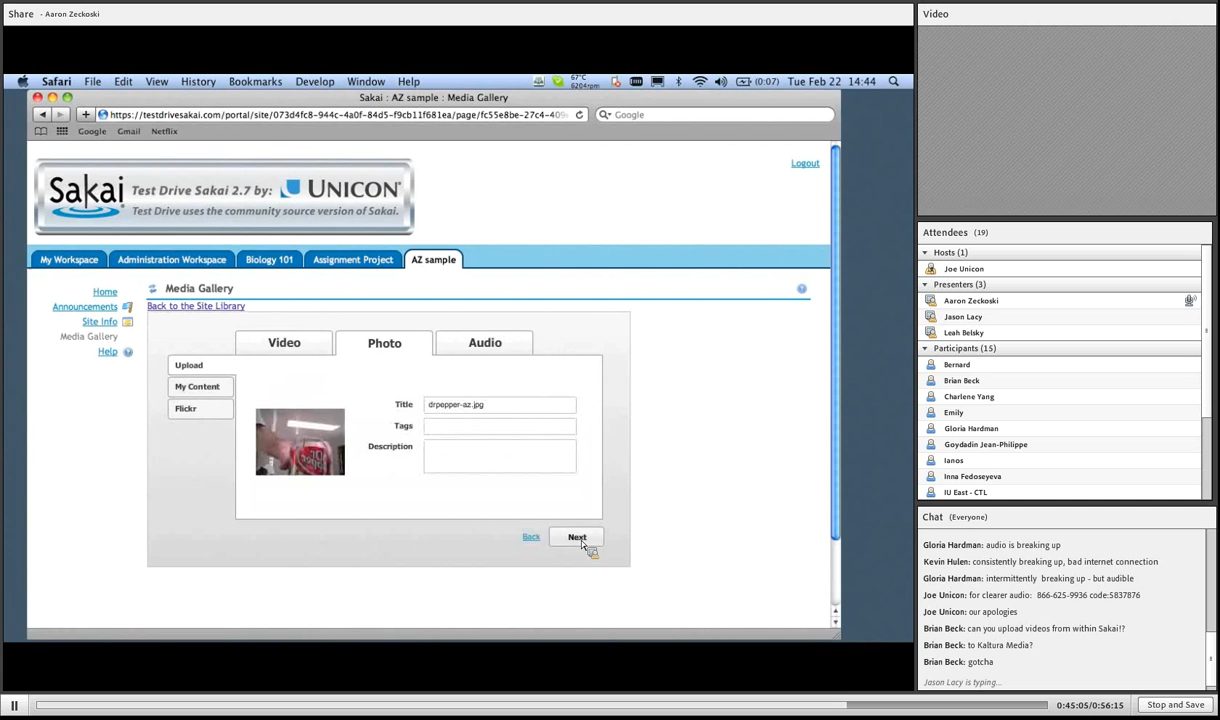 Share - Aaron Zeckoski
Safari File Edit View History Bookmarks Develop Window Help 67°C 6204rpm (0:07) Tue Feb 22 14:44
Sakai : AZ sample : Media Gallery
https://testdrivesakai.com/portal/site/073d4fc8-944c-4a0f-84d5-f9cb11f681ea/page/fc55e8be-27c4-409
Google
Google Gmail Netflix
Logout
Sakai Test Drive Sakai 2.7 by: UNICON
Test Drive uses the community source version of Sakai.
My Workspace Administration Workspace Biology 101 Assignment Project AZ sample
Home
Announcements
Site Info
Media Gallery
Help
Media Gallery
Back to the Site Library
Video Photo Audio
Upload
My Content
Flickr
Title drpepper-az.jpg
Tags
Description
Back Next
Video
Attendees (19)
Hosts (1)
Joe Unicon
Presenters (3)
Aaron Zeckoski
Jason Lacy
Leah Belsky
Participants (15)
Bernard
Brian Beck
Charlene Yang
Emily
Gloria Hardman
Goydadin Jean-Philippe
Ianos
Inna Fedoseyeva
IU East - CTL
Chat (Everyone)
Gloria Hardman: audio is breaking up
Kevin Hulen: consistently breaking up, bad internet connection
Gloria Hardman: intermittently breaking up - but audible
Joe Unicon: for clearer audio: 866-625-9936 code:5837876
Joe Unicon: our apologies
Brian Beck: can you upload videos from within Sakai!?
Brian Beck: to Kaltura Media?
Brian Beck: gotcha
Jason Lacy is typing...
0:45:05/0:56:15 Stop and Save